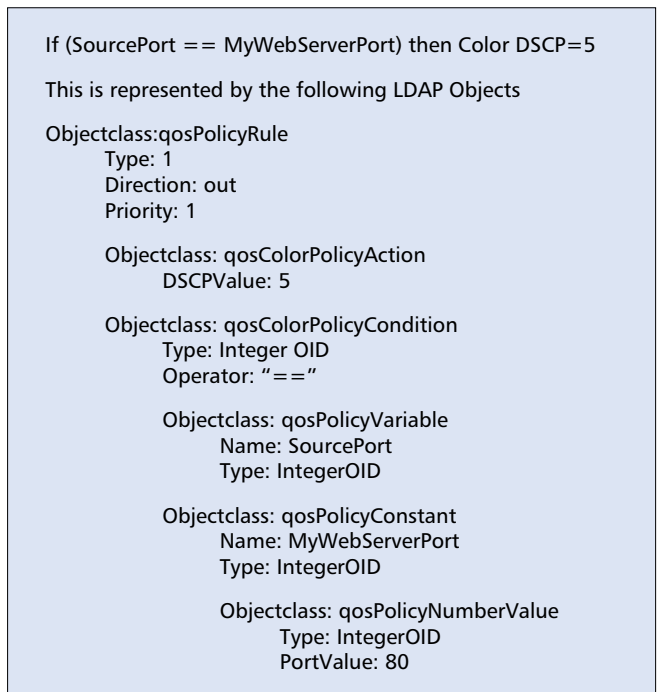 If (SourcePort == MyWebServerPort) then Color DSCP=5
This is represented by the following LDAP Objects
Objectclass:qosPolicyRule
Type: 1
Direction: out
Priority: 1
Objectclass: qosColorPolicyAction
DSCPValue: 5
Objectclass: qosColorPolicyCondition
Type: Integer OID
Operator: “==”
Objectclass: qosPolicyVariable
Name: SourcePort
Type: IntegerOID
Objectclass: qosPolicyConstant
Name: MyWebServerPort
Type: IntegerOID
Objectclass: qosPolicyNumberValue
Type: IntegerOID
PortValue: 80